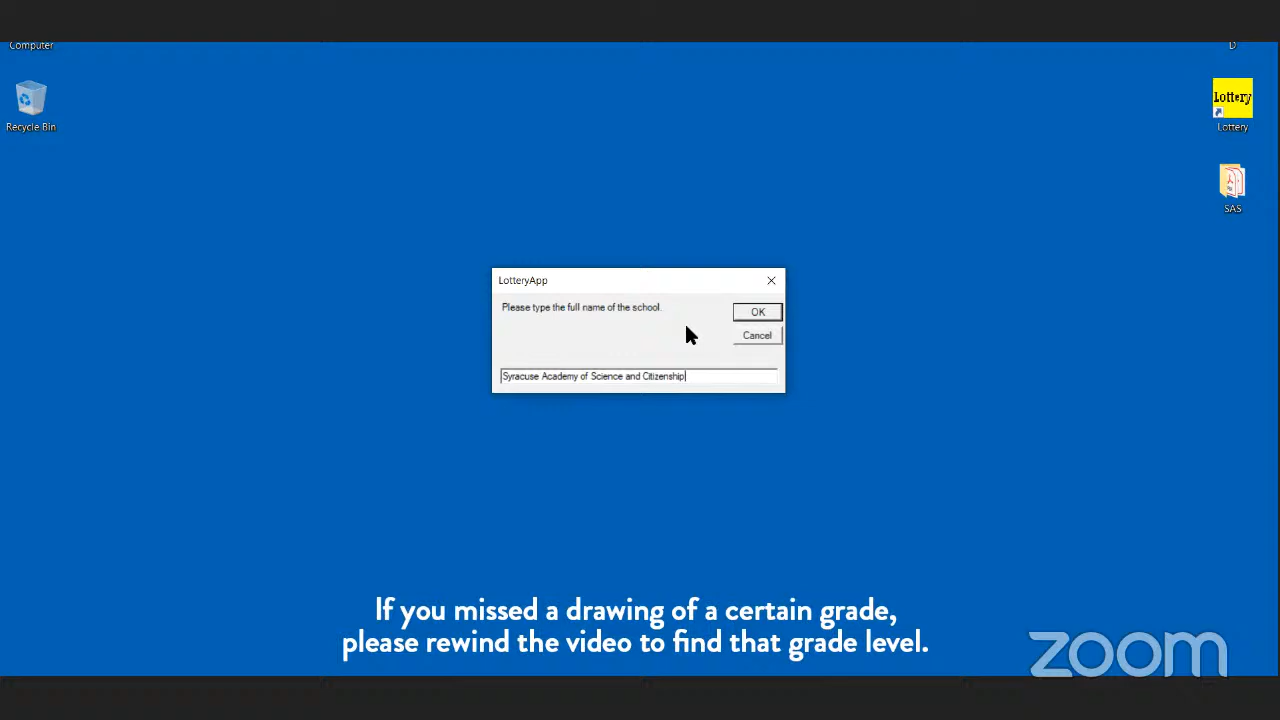 Computer
D
Lottery
Recycle Bin
Lottery
SAS
LotteryApp
Please type the full name of the school.
OK
Cancel
Syracuse Academy of Science and Citizenship
If you missed a drawing of a certain grade,
please rewind the video to find that grade level.
zoom